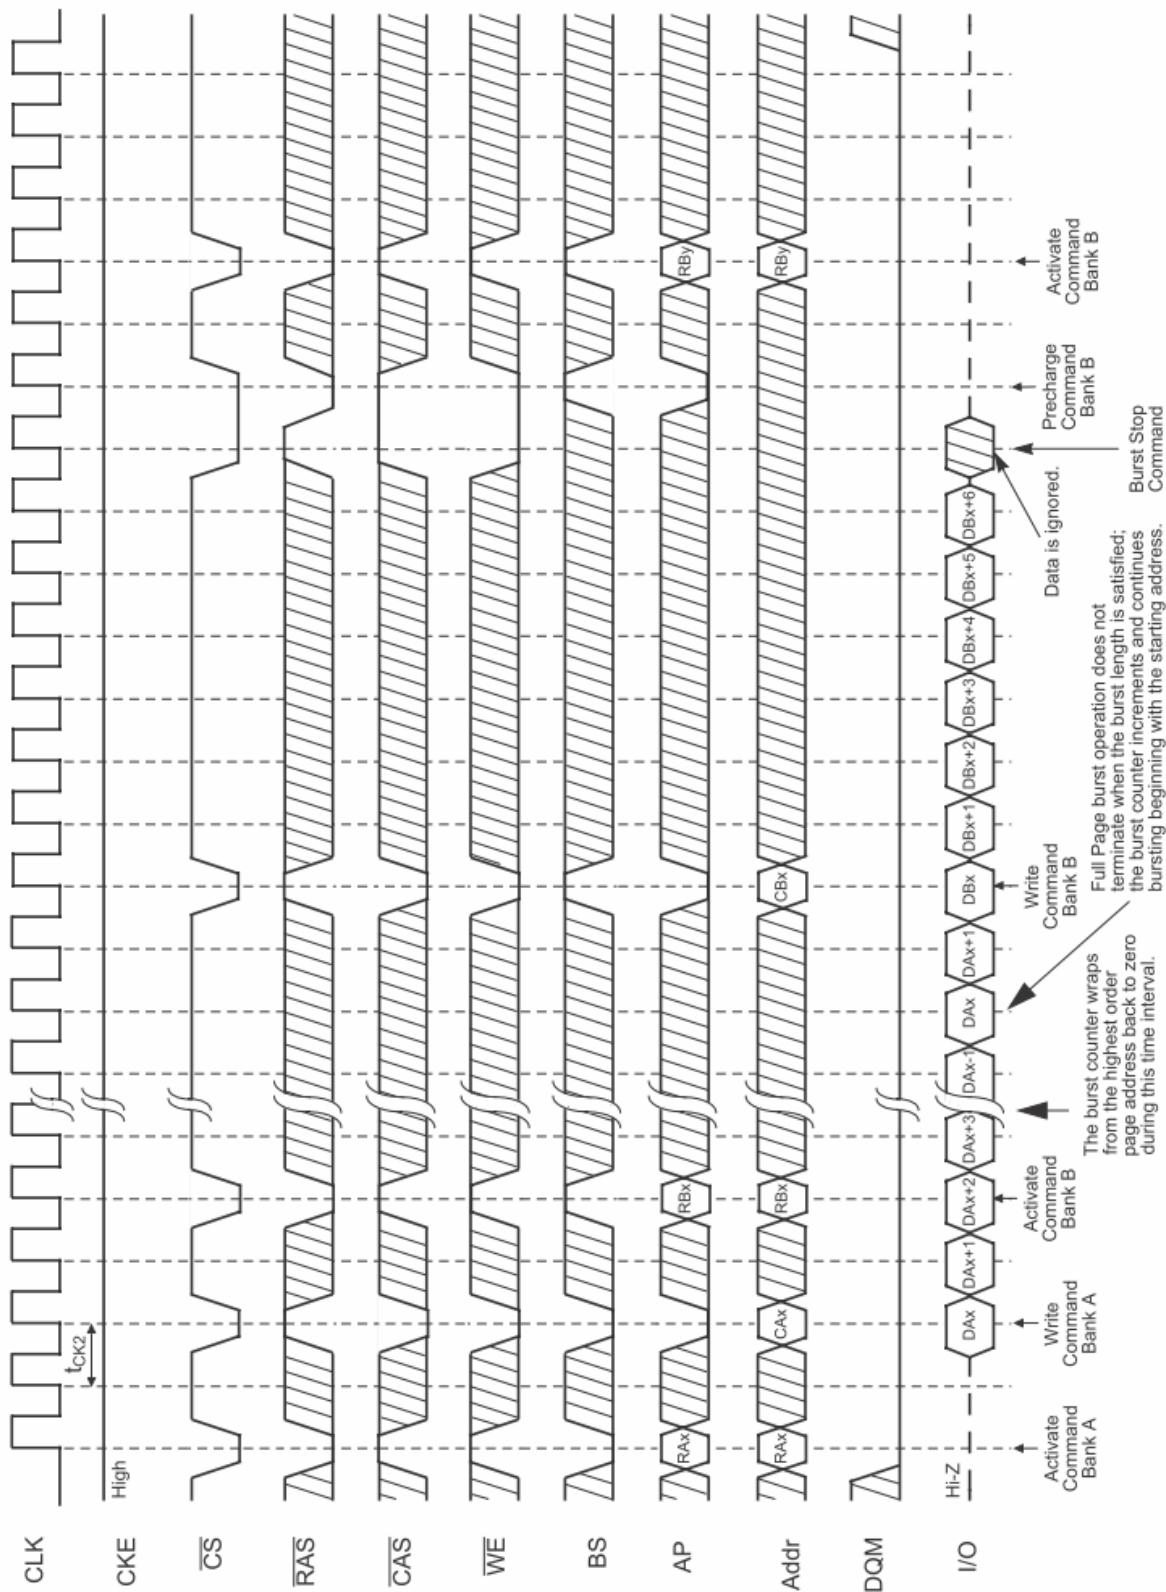 CLK
CKE
High
CS
RAS
CAS
WE
BS
AP
Addr
DQM
I/O
Hi-Z
tCK2
RAx
RBx
RBy
RAx
CAx
RBx
CBx
RBy
DAx
DAx+1
DAx+2
DAx+3
DAx-1
DAx
DAx+1
DBx
DBx+1
DBx+2
DBx+3
DBx+4
DBx+5
DBx+6
Activate
Command
Bank A
Write
Command
Bank A
Activate
Command
Bank B
The burst counter wraps
from the highest order
page address back to zero
during this time interval.
Write
Command
Bank B
Full Page burst operation does not
terminate when the burst length is satisfied;
the burst counter increments and continues
bursting beginning with the starting address.
Data is ignored.
Burst Stop
Command
Precharge
Command
Bank B
Activate
Command
Bank B